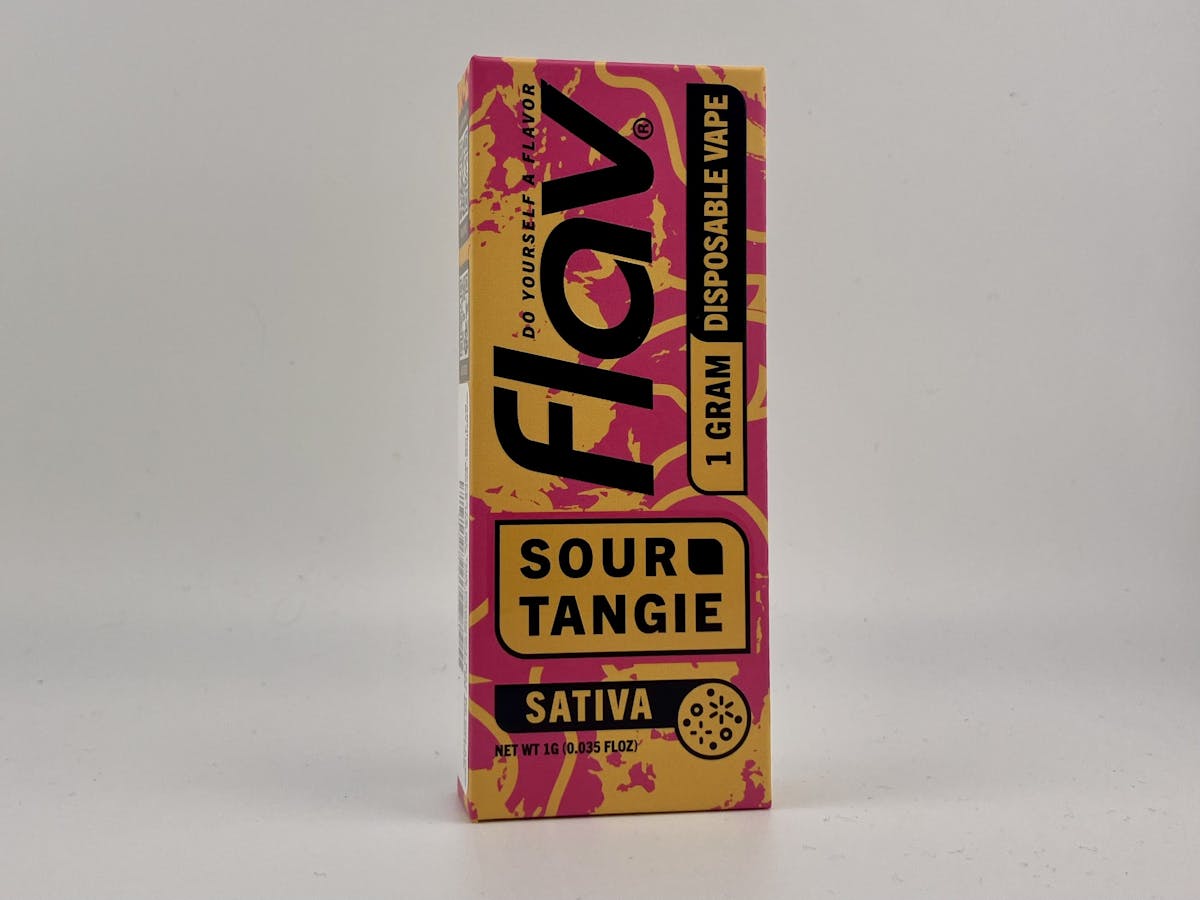 DO YOURSELF A FLAVOR
Flav®
1 GRAM DISPOSABLE VAPE
SOUR
TANGIE
SATIVA
NET WT 1G (0.035 FLOZ)